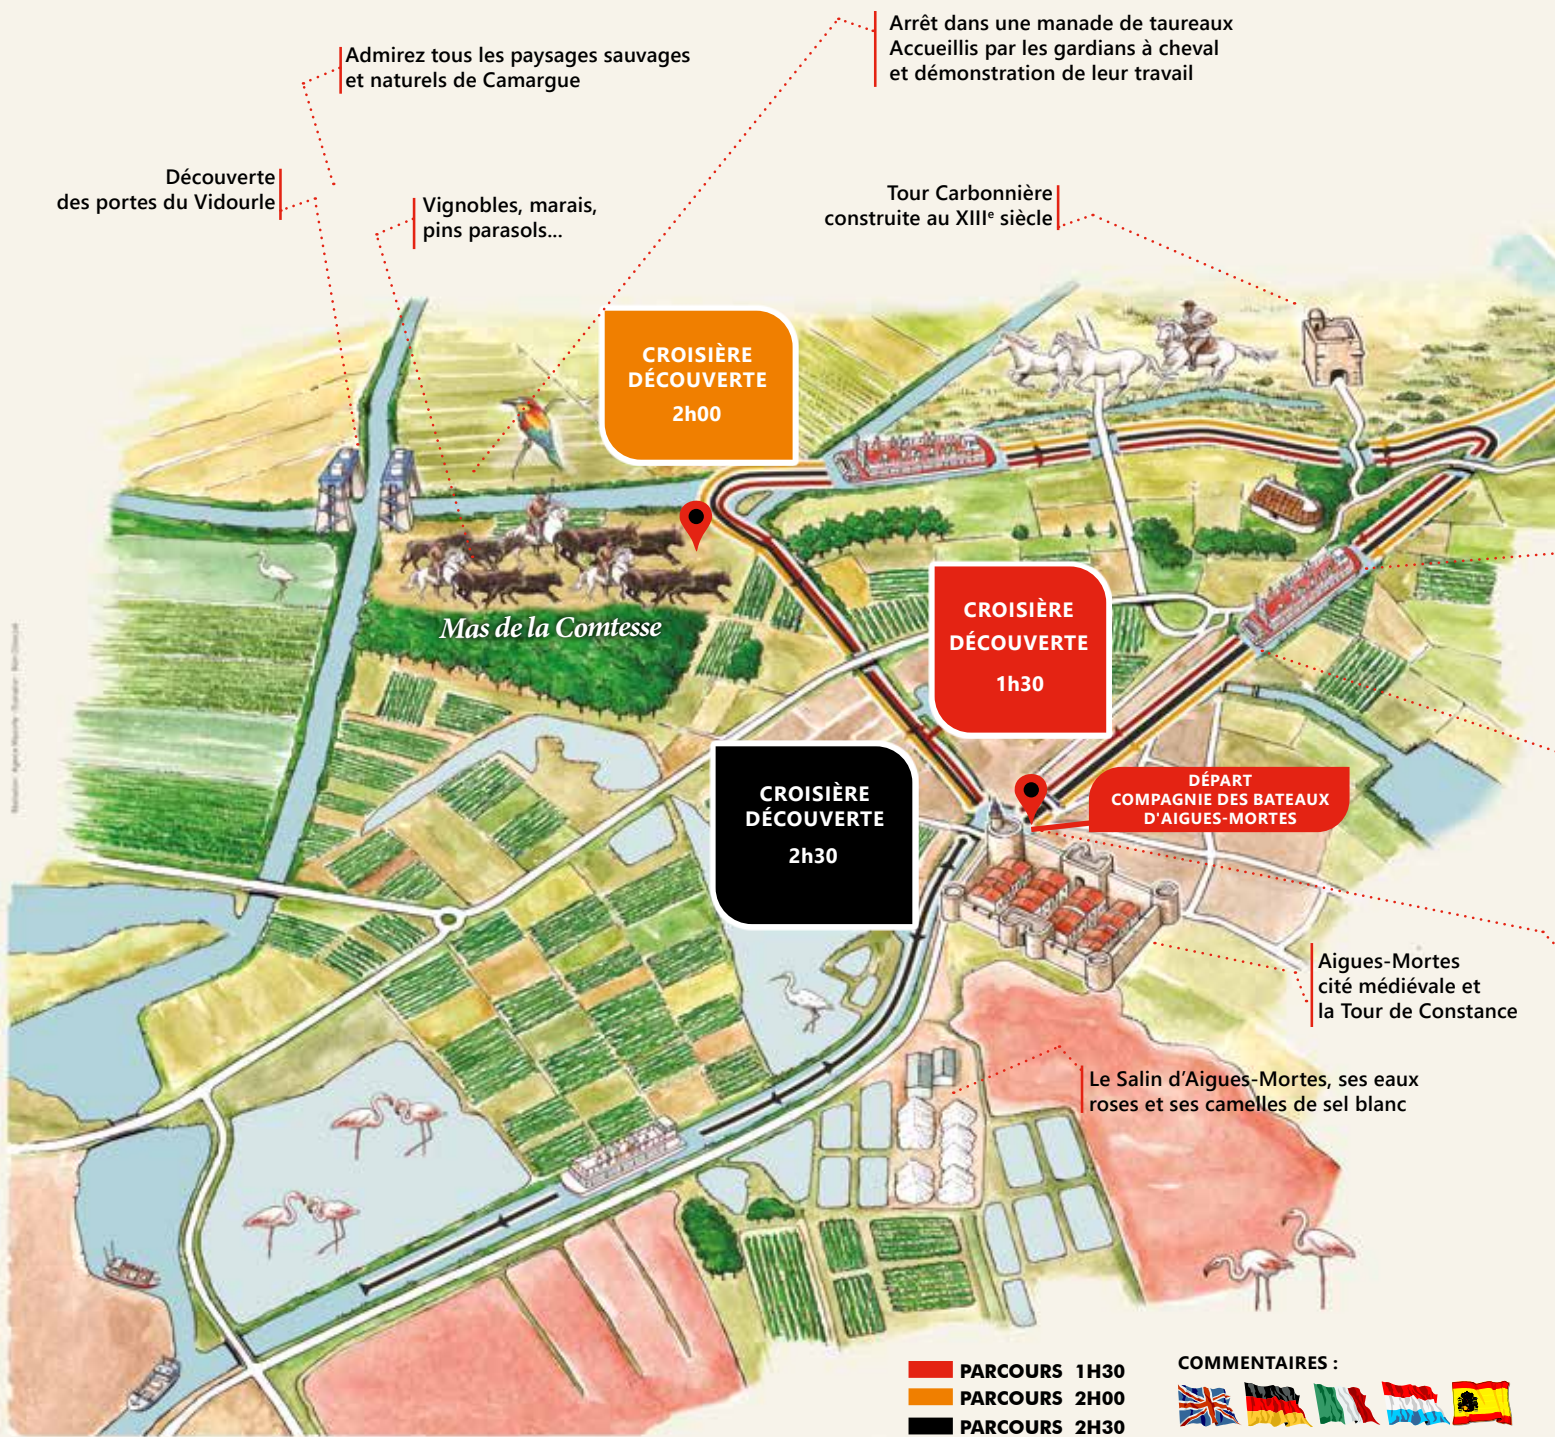 Arrêt dans une manade de taureaux
Accueillis par les gardians à cheval
et démonstration de leur travail
Admirez tous les paysages sauvages
et naturels de Camargue
Découverte
des portes du Vidourle
Vignobles, marais,
pins parasols...
Tour Carbonnière
construite au XIIIᵉ siècle
CROISIÈRE
DÉCOUVERTE
2h00
Mas de la Comtesse
CROISIÈRE
DÉCOUVERTE
1h30
CROISIÈRE
DÉCOUVERTE
2h30
DÉPART
COMPAGNIE DES BATEAUX
D'AIGUES-MORTES
Aigues-Mortes
cité médiévale et
la Tour de Constance
Le Salin d'Aigues-Mortes, ses eaux
roses et ses camelles de sel blanc
PARCOURS 1H30
PARCOURS 2H00
PARCOURS 2H30
COMMENTAIRES :